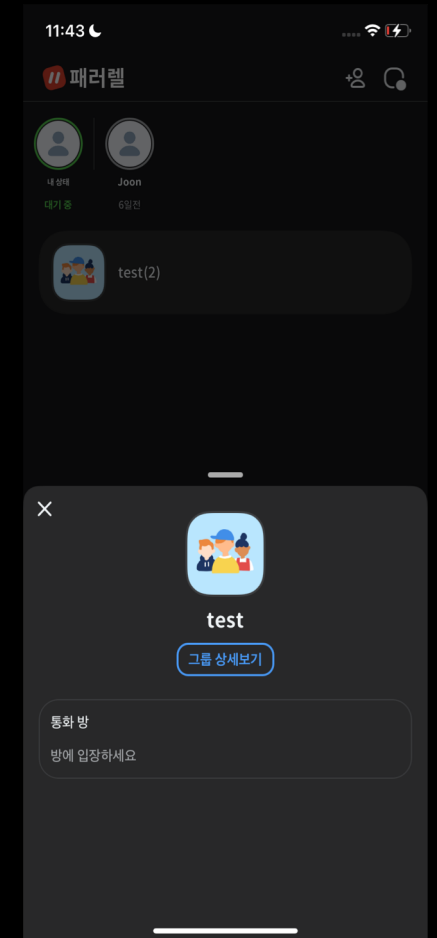 11:43
패러렐
내 상태
Joon
대기 중
6일전
test(2)
test
그룹 상세보기
통화 방
방에 입장하세요